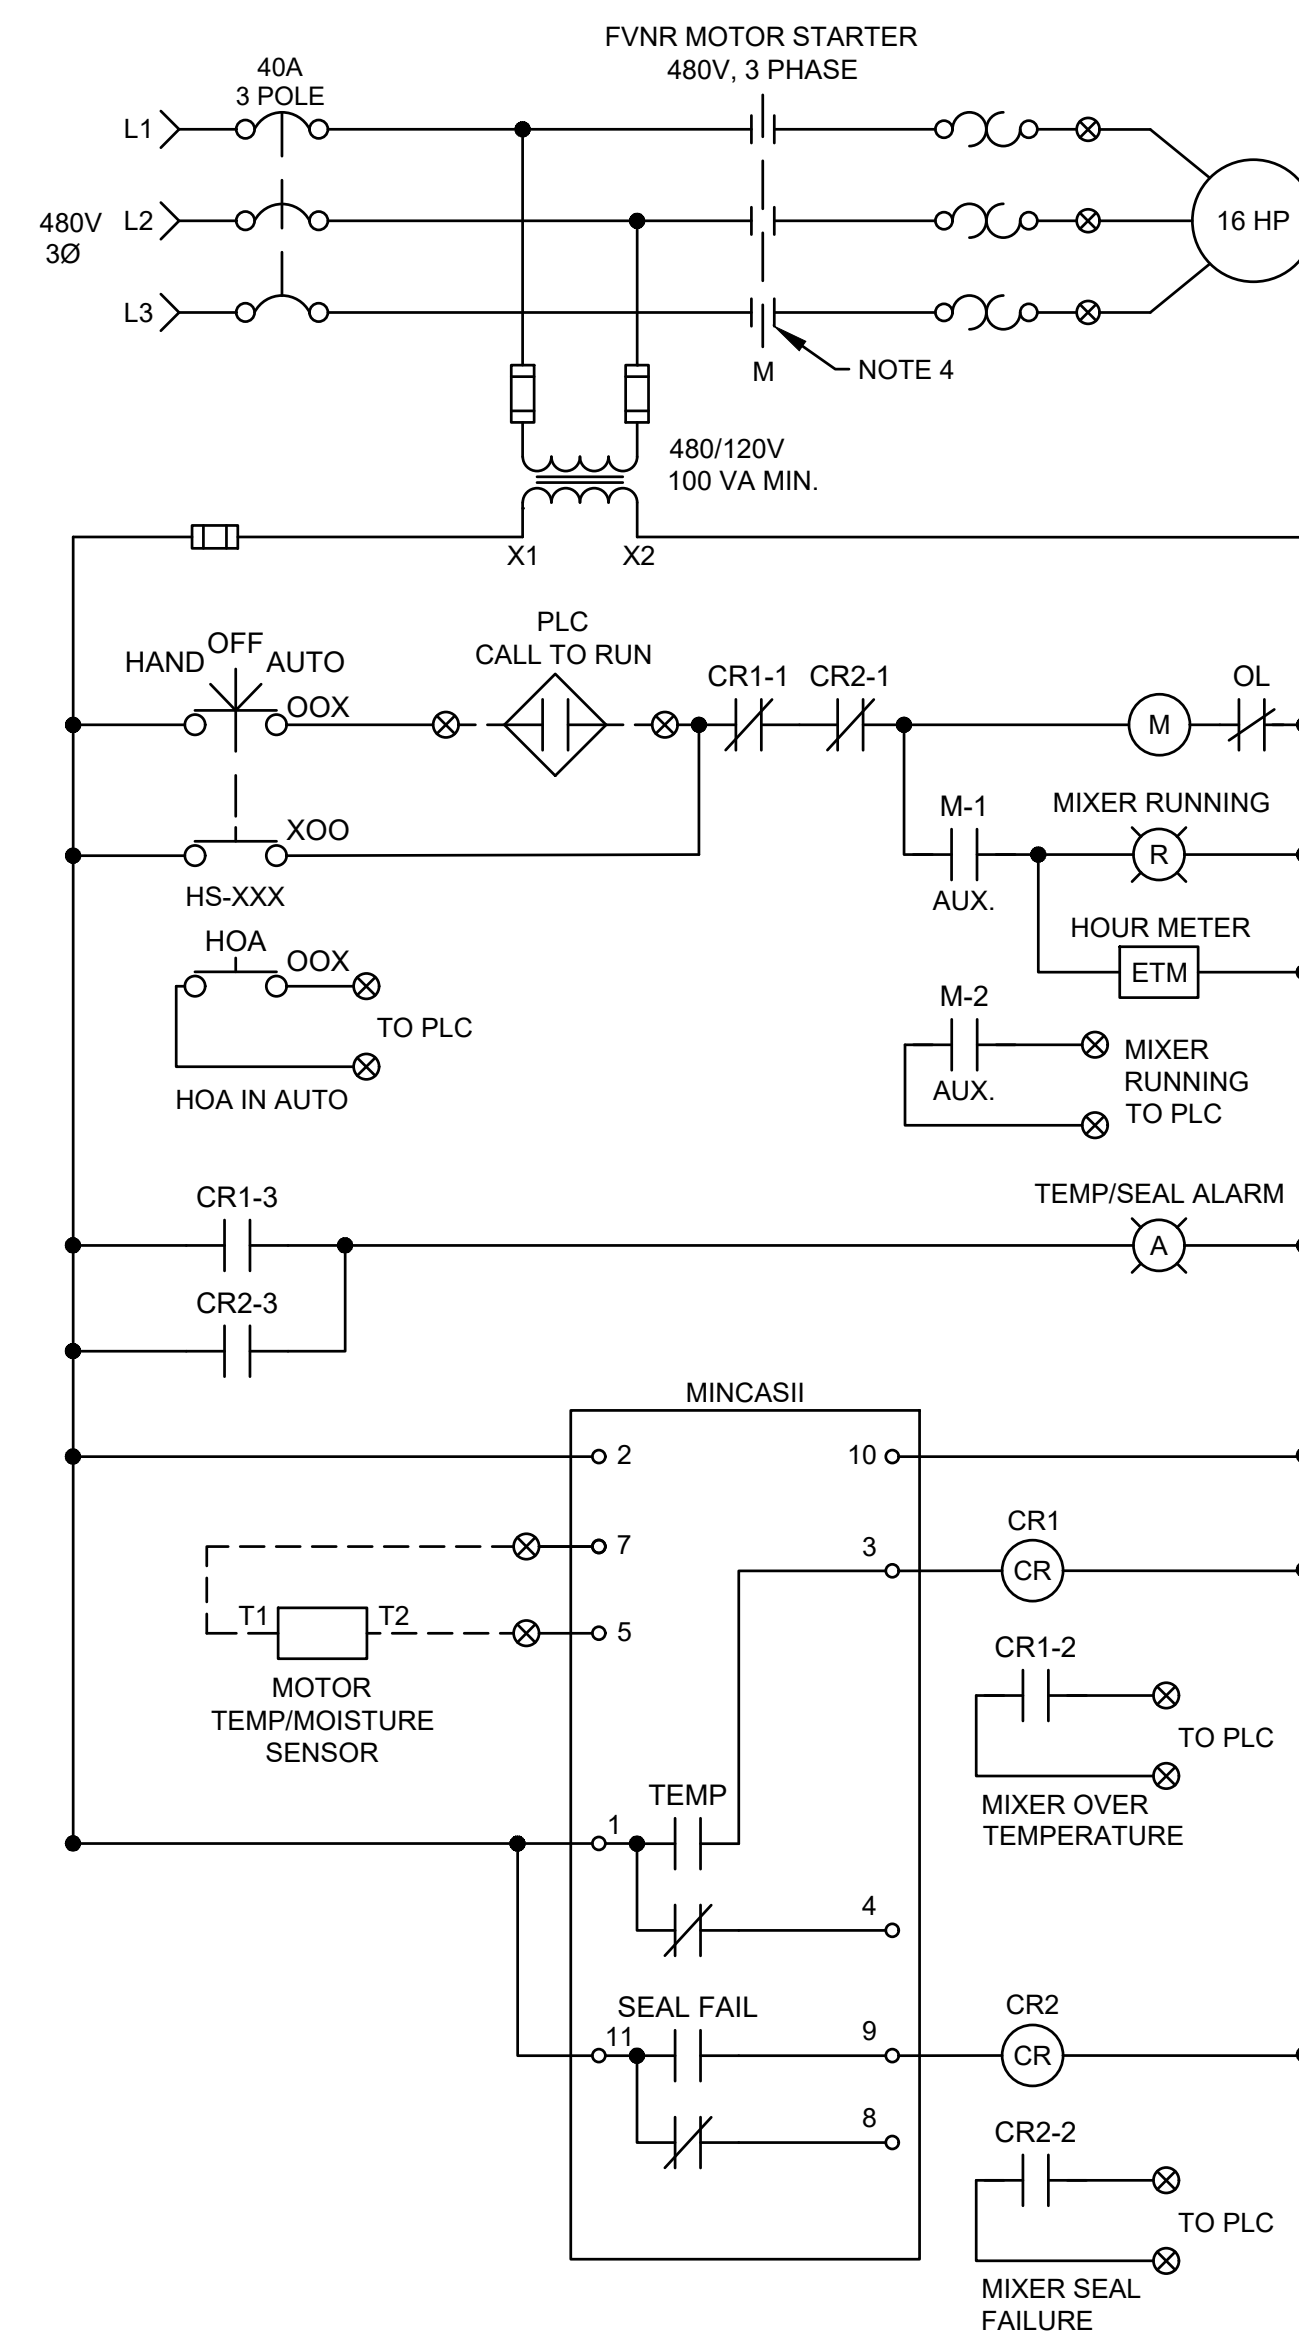 FVNR MOTOR STARTER
480V, 3 PHASE
40A
3 POLE
L1
480V
3Ø
L2
L3
16 HP
M
NOTE 4
480/120V
100 VA MIN.
X1
X2
HAND
OFF
AUTO
OOX
PLC
CALL TO RUN
CR1-1
CR2-1
M
OL
XOO
HS-XXX
M-1
AUX.
MIXER RUNNING
R
HOUR METER
ETM
HOA
OOX
TO PLC
HOA IN AUTO
M-2
AUX.
MIXER
RUNNING
TO PLC
CR1-3
CR2-3
TEMP/SEAL ALARM
A
MINCASII
2
10
7
3
CR1
CR
T1
T2
5
MOTOR
TEMP/MOISTURE
SENSOR
CR1-2
TO PLC
MIXER OVER
TEMPERATURE
TEMP
1
4
SEAL FAIL
11
9
CR2
CR
8
CR2-2
TO PLC
MIXER SEAL
FAILURE